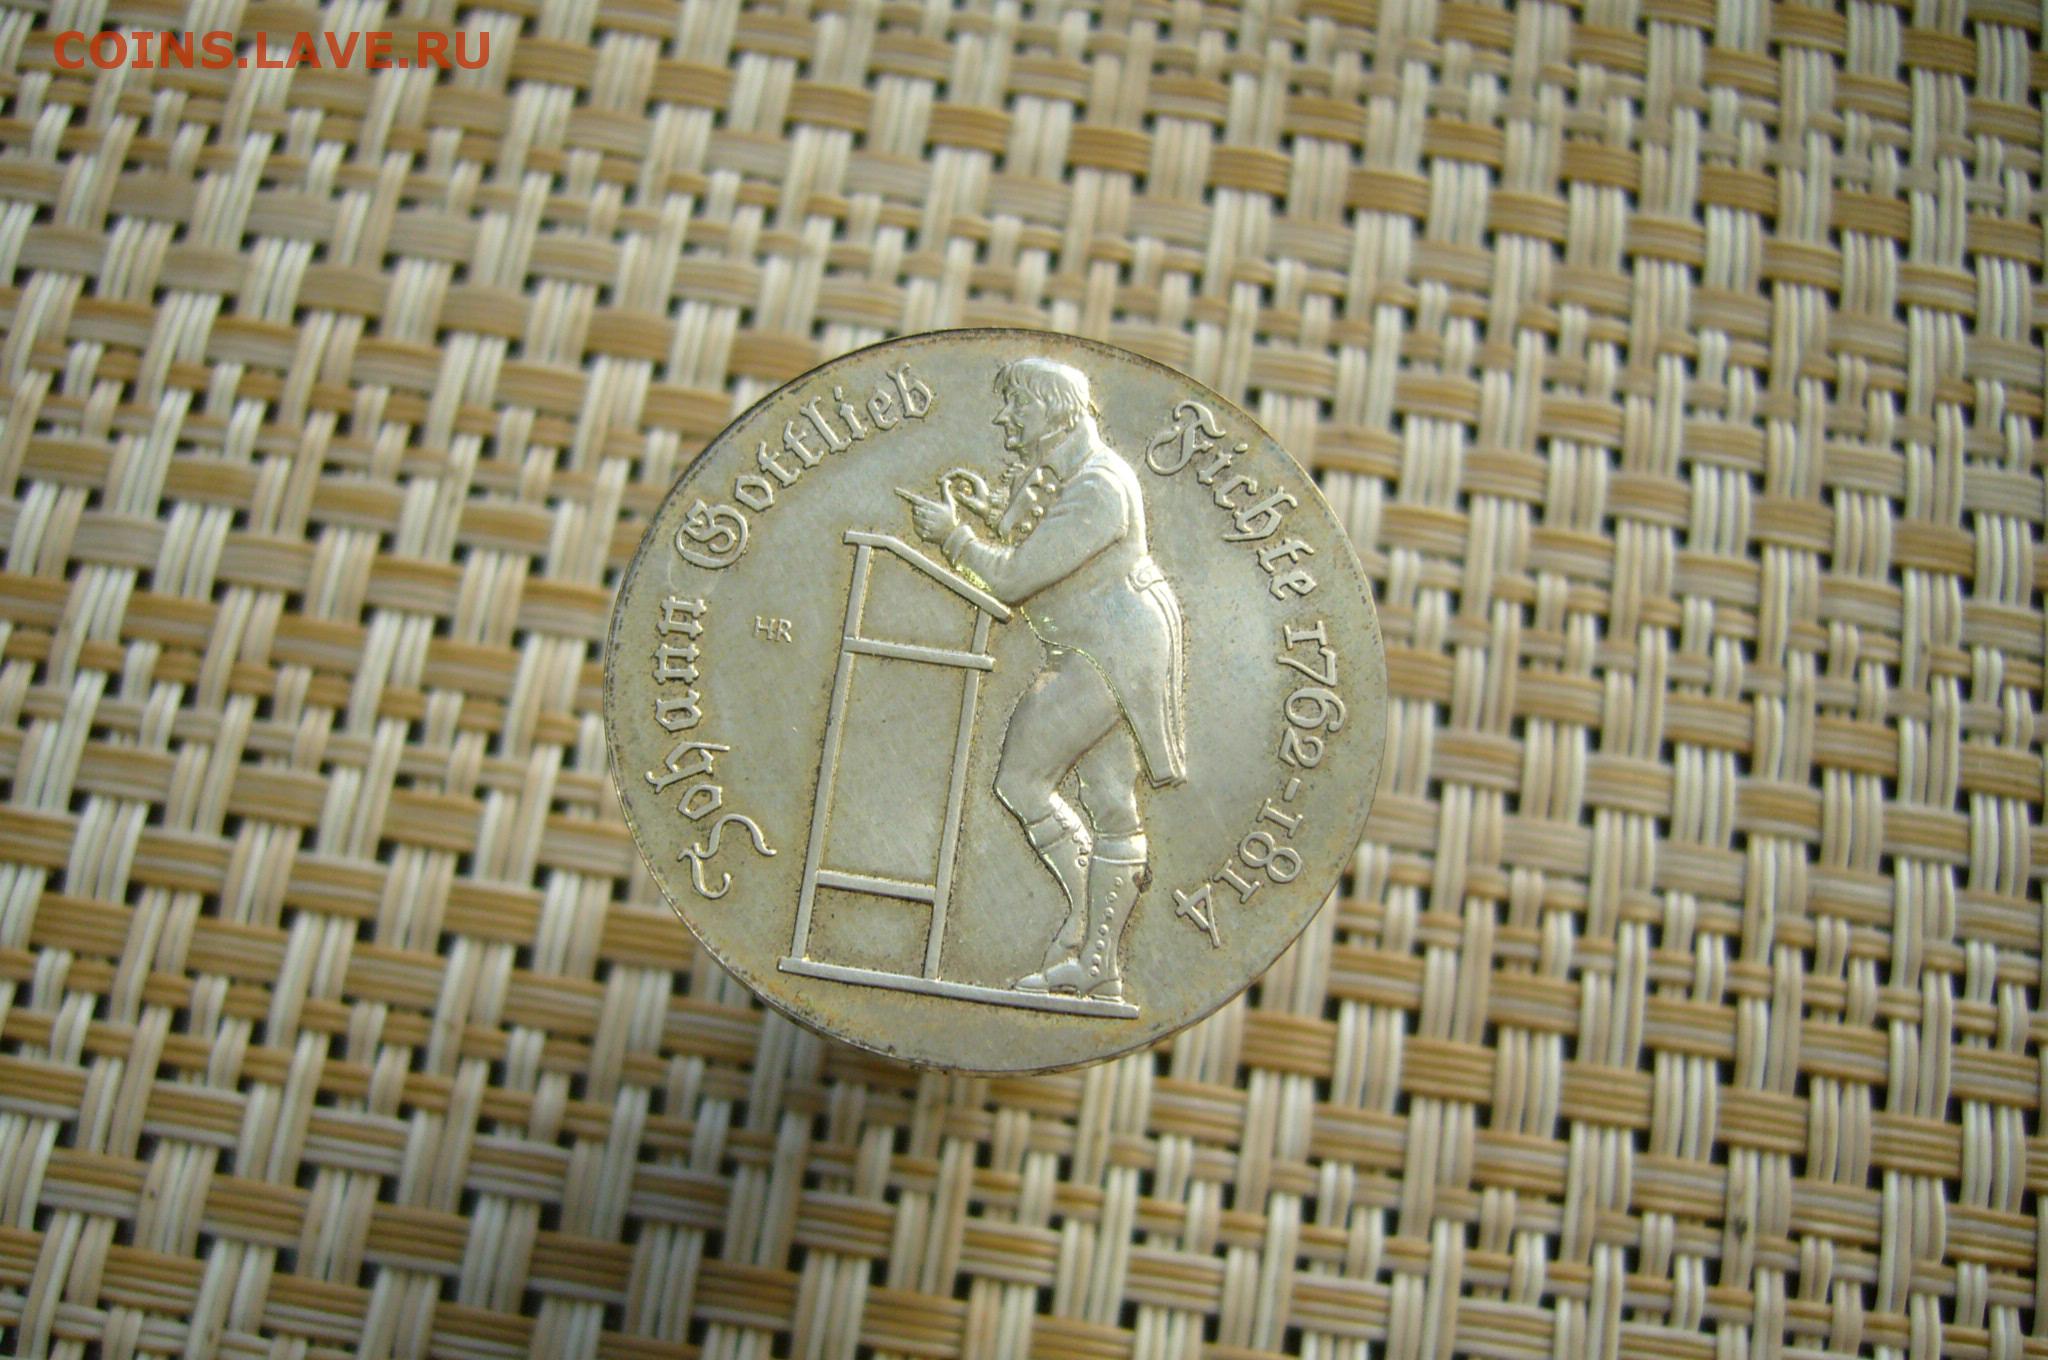 COINS.LAVE.RU
Johann Gottlieb Fichte 1762-1814
HR